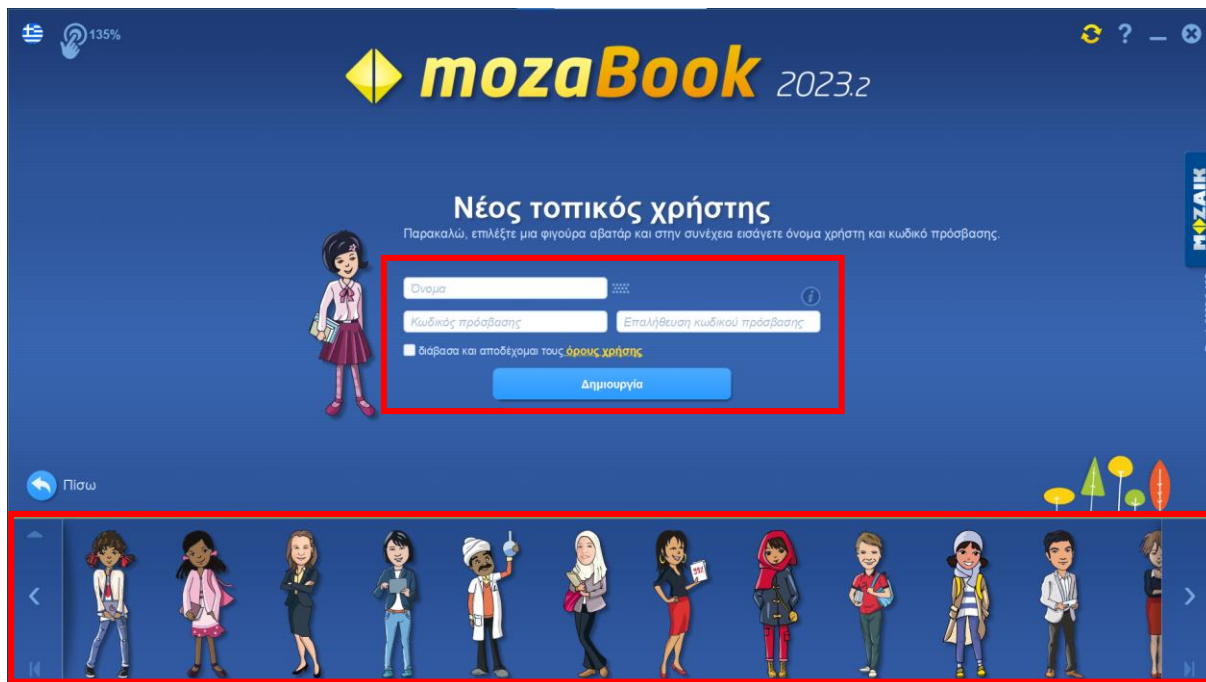 135%
mozaBook 2023.2
MOZAIK
Νέος τοπικός χρήστης
Παρακαλώ, επιλέξτε μια φιγούρα αβατάρ και στην συνέχεια εισάγετε όνομα χρήστη και κωδικό πρόσβασης.
Όνομα
Κωδικός πρόσβασης Επαλήθευση κωδικού πρόσβασης
διάβασα και αποδέχομαι τους όρους χρήσης
Δημιουργία
Πίσω